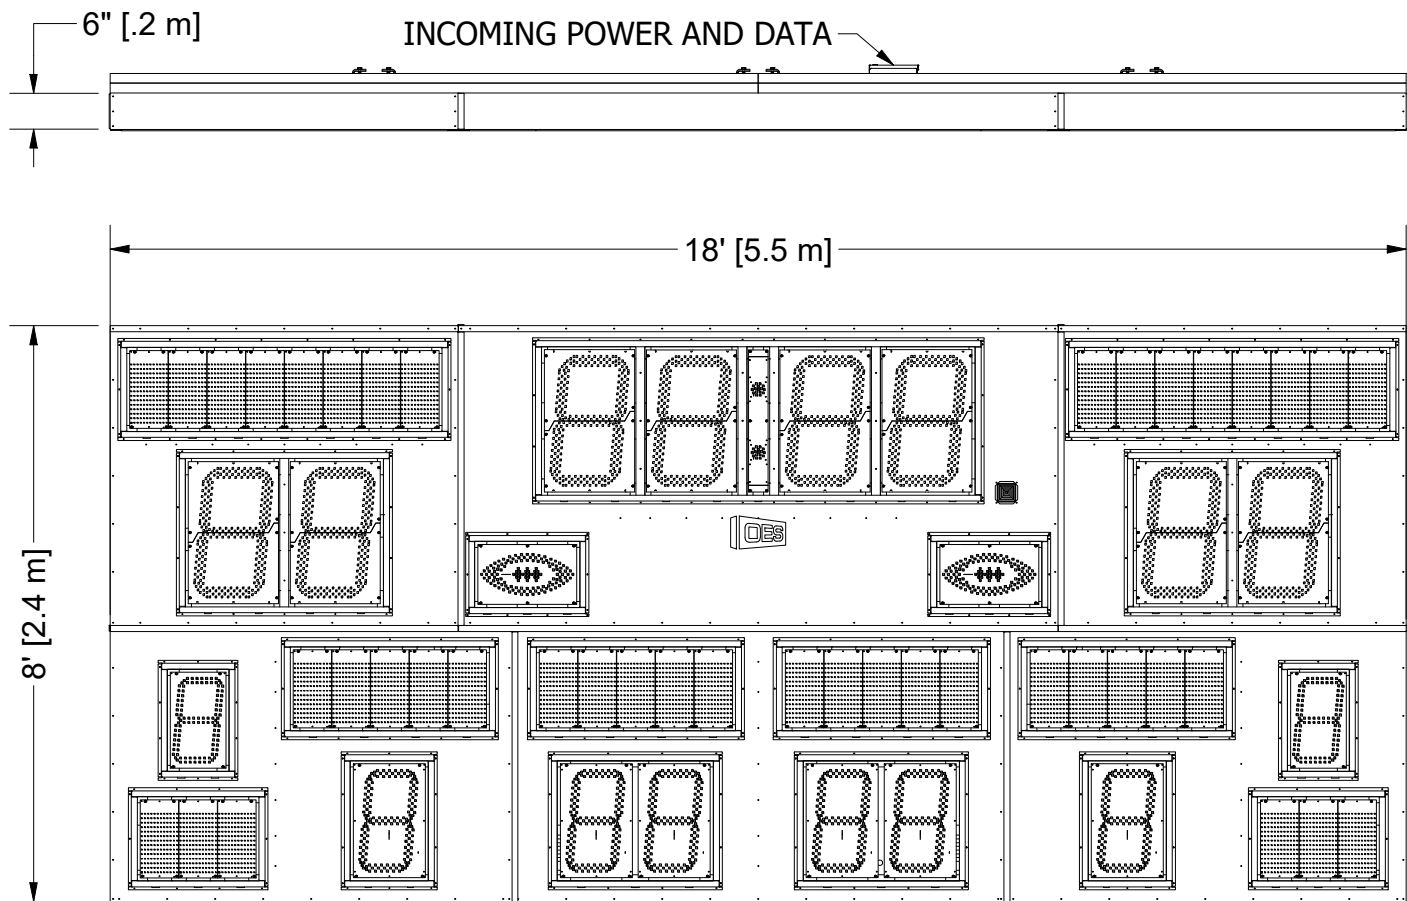 6" [.2 m]
INCOMING POWER AND DATA
18' [5.5 m]
8' [2.4 m]
OES